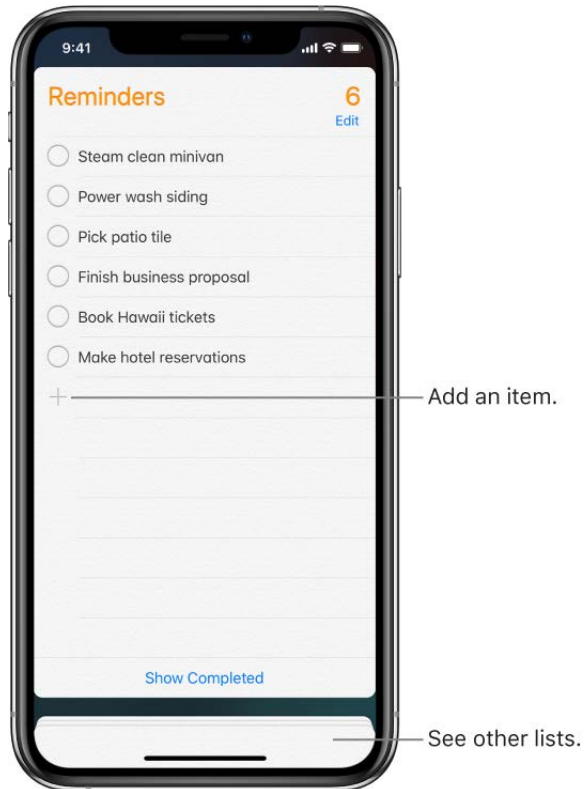 9:41
Reminders 6
Edit
Steam clean minivan
Power wash siding
Pick patio tile
Finish business proposal
Book Hawaii tickets
Make hotel reservations
Add an item.
Show Completed
See other lists.